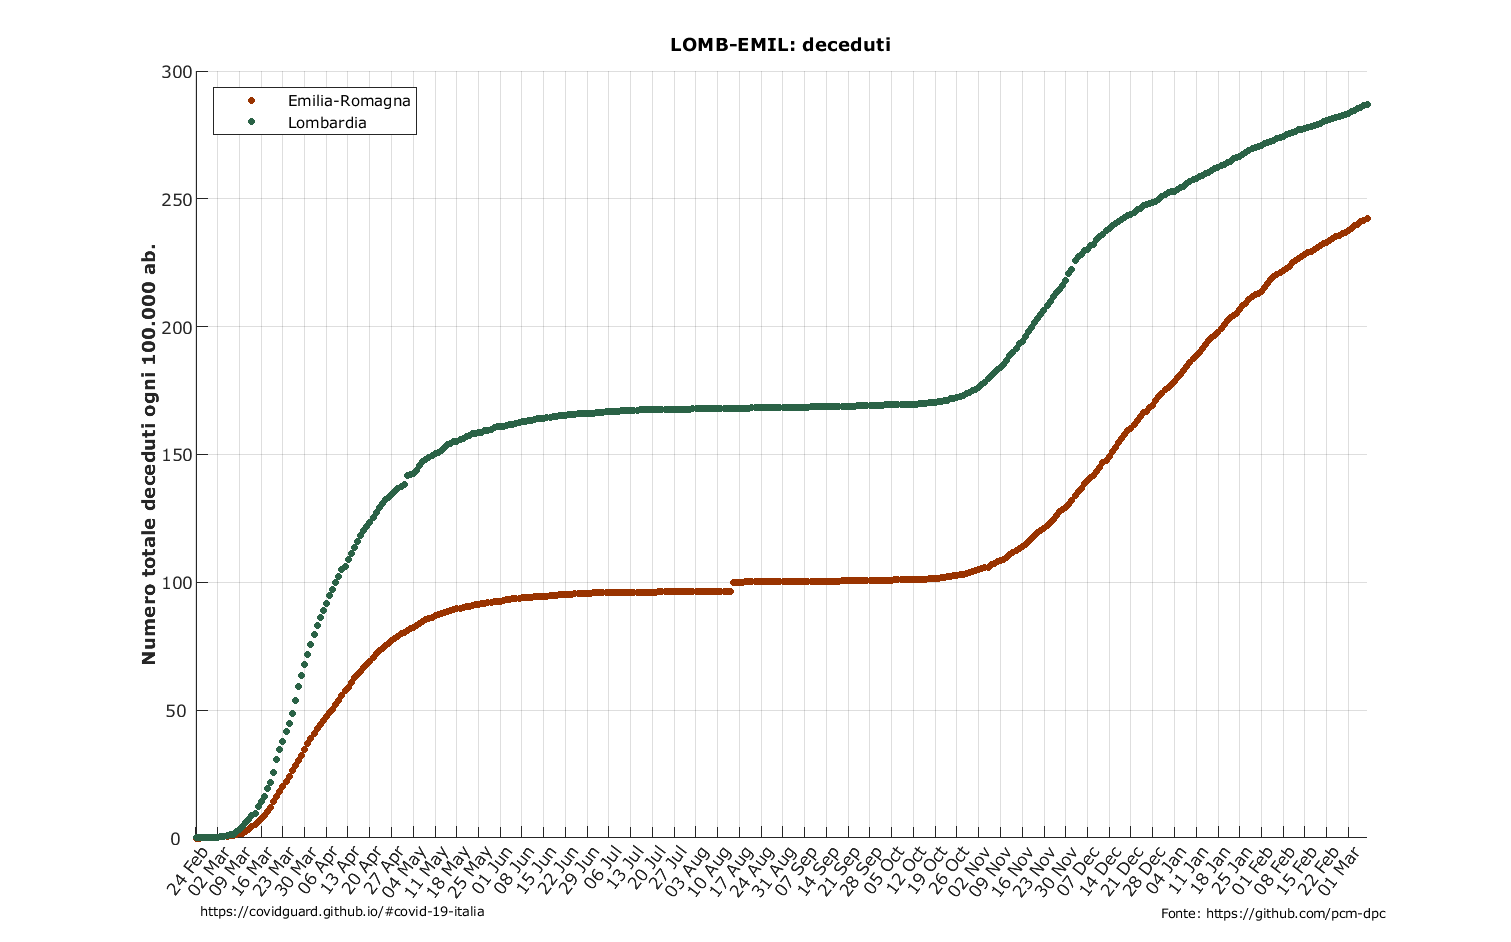 LOMB-EMIL: deceduti
Emilia-Romagna
Lombardia
Numero totale deceduti ogni 100.000 ab.
300
250
200
150
100
50
0
24 Feb
02 Mar
09 Mar
16 Mar
23 Mar
30 Mar
06 Apr
13 Apr
20 Apr
27 Apr
04 May
11 May
18 May
25 May
01 Jun
08 Jun
15 Jun
22 Jun
29 Jun
06 Jul
13 Jul
20 Jul
27 Jul
03 Aug
10 Aug
17 Aug
24 Aug
31 Aug
07 Sep
14 Sep
21 Sep
28 Sep
05 Oct
12 Oct
19 Oct
26 Oct
02 Nov
09 Nov
16 Nov
23 Nov
30 Nov
07 Dec
14 Dec
21 Dec
28 Dec
04 Jan
11 Jan
18 Jan
25 Jan
01 Feb
08 Feb
15 Feb
22 Feb
01 Mar
https://covidguard.github.io/#covid-19-italia
Fonte: https://github.com/pcm-dpc